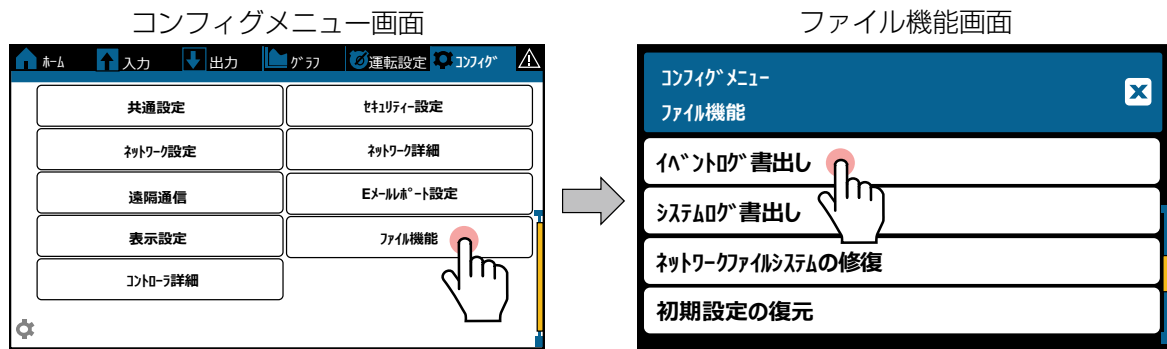 コンフィグメニュー画面
ﾎｰﾑ 入力 出力 ｸﾞﾗﾌ 運転設定 ｺﾝﾌｨｸﾞ
共通設定 ｾｷｭﾘﾃｨｰ設定
ﾈｯﾄﾜｰｸ設定 ﾈｯﾄﾜｰｸ詳細
遠隔通信 Eﾒｰﾙﾚﾎﾟｰﾄ設定
表示設定 ﾌｧｲﾙ機能
ｺﾝﾄﾛｰﾗ詳細
ファイル機能画面
ｺﾝﾌｨｸﾞﾒﾆｭｰ
ﾌｧｲﾙ機能
ｲﾍﾞﾝﾄﾛｸﾞ書出し
ｼｽﾃﾑﾛｸﾞ書出し
ﾈｯﾄﾜｰｸﾌｧｲﾙｼｽﾃﾑの修復
初期設定の復元